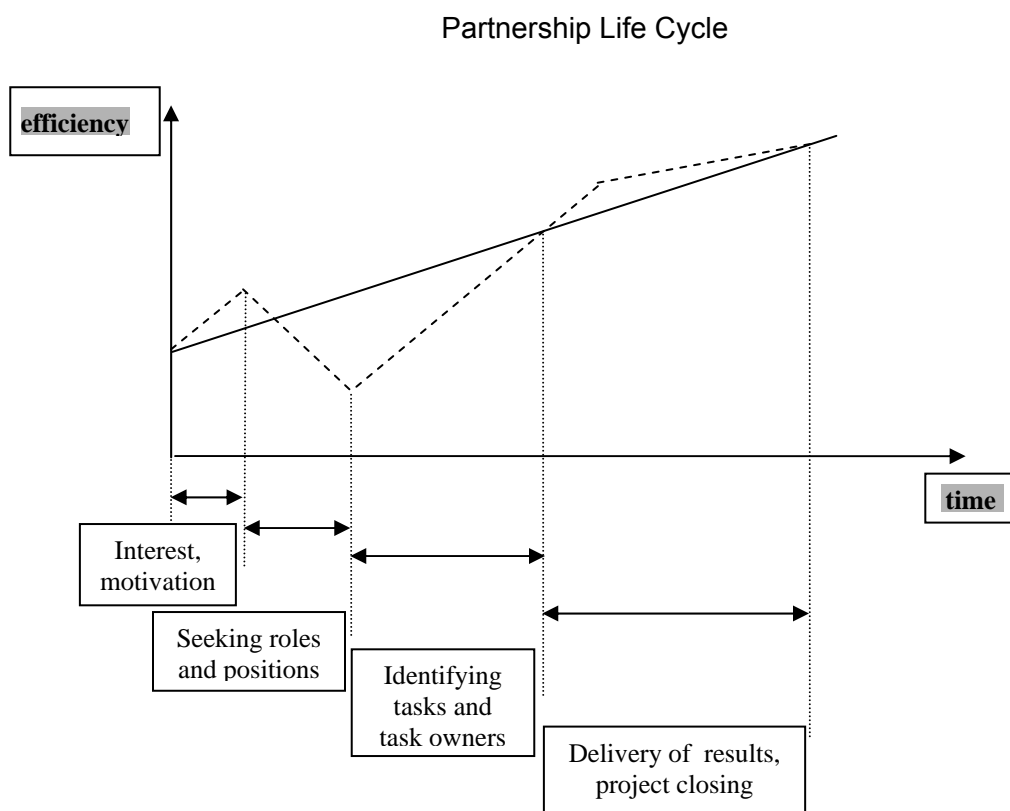 Partnership Life Cycle
efficiency
time
Interest,
motivation
Seeking roles
and positions
Identifying
tasks and
task owners
Delivery of results,
project closing